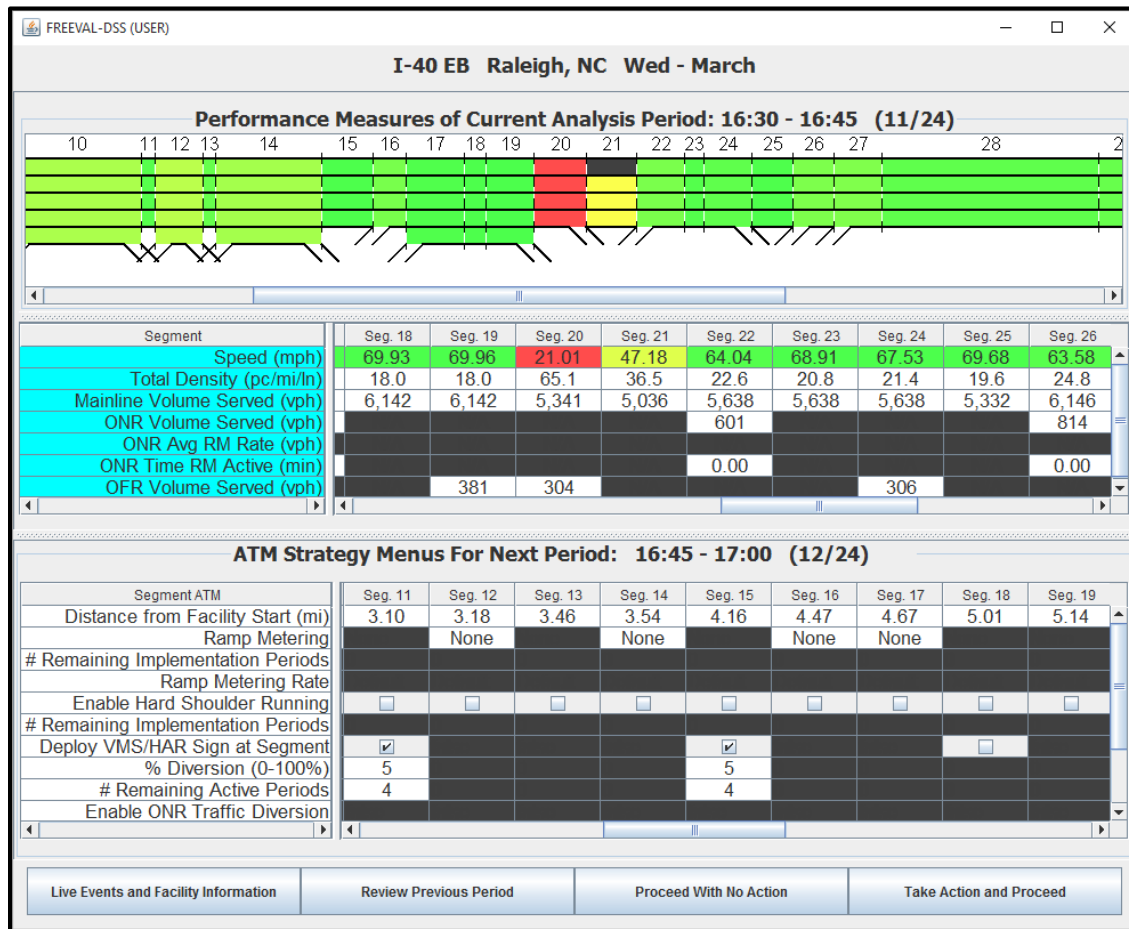 FREEVAL-DSS (USER)
I-40 EB Raleigh, NC Wed - March
Performance Measures of Current Analysis Period: 16:30 - 16:45 (11/24)
10 11 12 13 14 15 16 17 18 19 20 21 22 23 24 25 26 27 28 2
Segment Seg. 18 Seg. 19 Seg. 20 Seg. 21 Seg. 22 Seg. 23 Seg. 24 Seg. 25 Seg. 26
Speed (mph) 69.93 69.96 21.01 47.18 64.04 68.91 67.53 69.68 63.58
Total Density (pc/mi/ln) 18.0 18.0 65.1 36.5 22.6 20.8 21.4 19.6 24.8
Mainline Volume Served (vph) 6,142 6,142 5,341 5,036 5,638 5,638 5,638 5,332 6,146
ONR Volume Served (vph) 601 814
ONR Avg RM Rate (vph)
ONR Time RM Active (min) 0.00 0.00
OFR Volume Served (vph) 381 304 306
ATM Strategy Menus For Next Period: 16:45 - 17:00 (12/24)
Segment ATM Seg. 11 Seg. 12 Seg. 13 Seg. 14 Seg. 15 Seg. 16 Seg. 17 Seg. 18 Seg. 19
Distance from Facility Start (mi) 3.10 3.18 3.46 3.54 4.16 4.47 4.67 5.01 5.14
Ramp Metering None None None None
# Remaining Implementation Periods
Ramp Metering Rate
Enable Hard Shoulder Running
# Remaining Implementation Periods
Deploy VMS/HAR Sign at Segment
% Diversion (0-100%) 5 5
# Remaining Active Periods 4 4
Enable ONR Traffic Diversion
Live Events and Facility Information Review Previous Period Proceed With No Action Take Action and Proceed